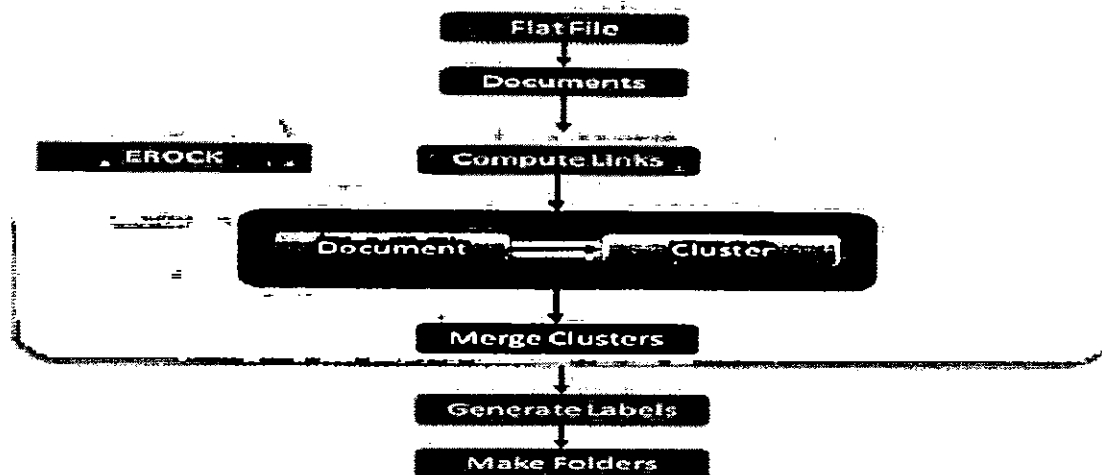 Flat File
Documents
EROCK
Compute Links
Document
Cluster
Merge Clusters
Generate Labels
Make Folders